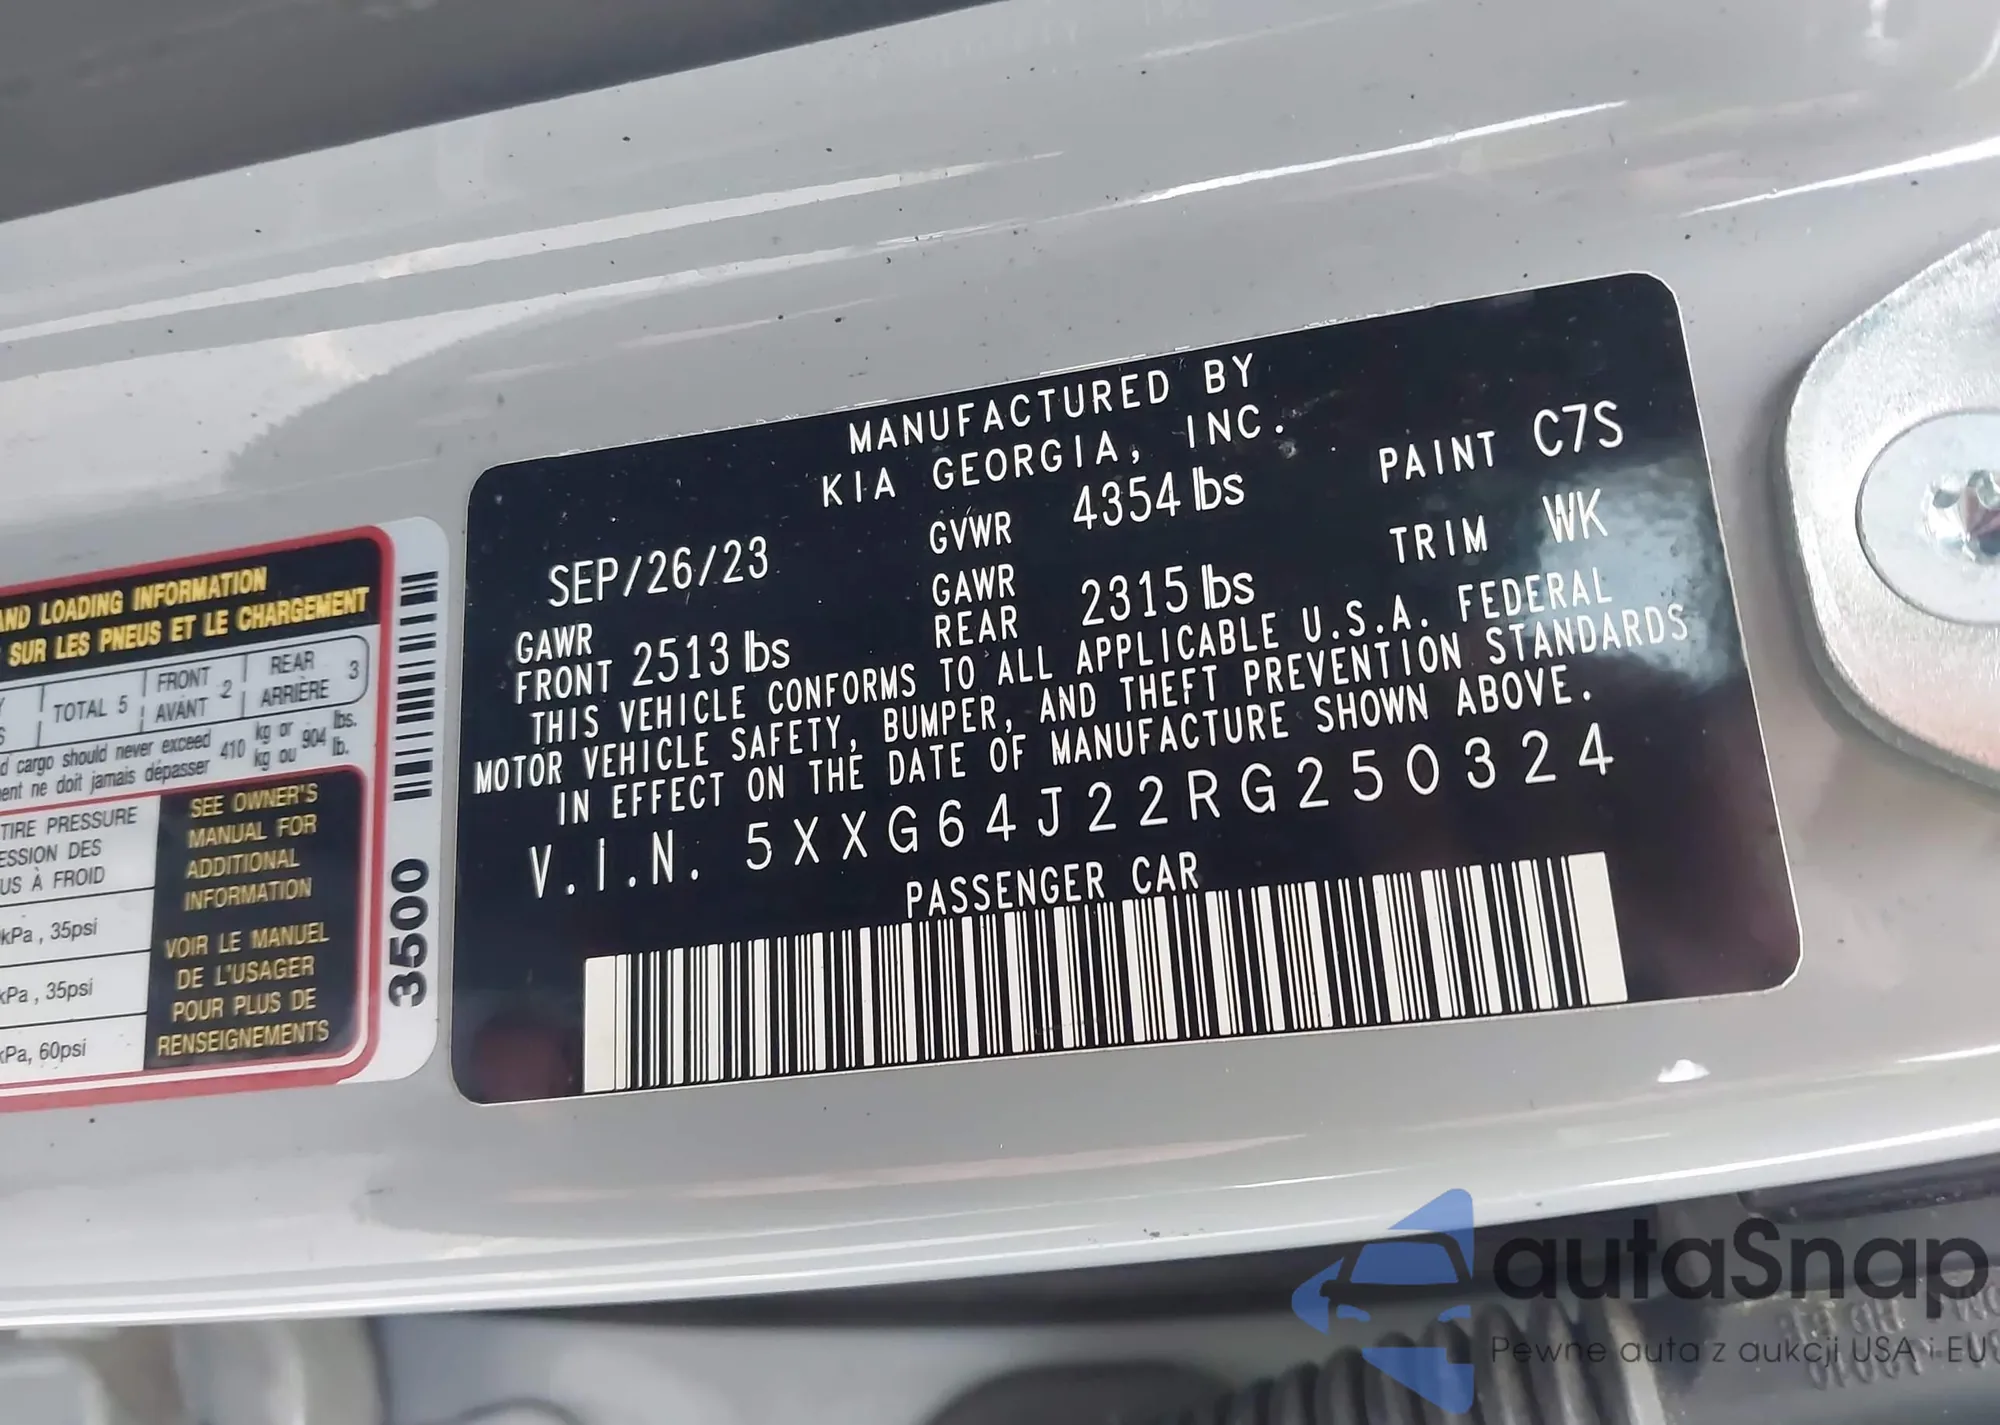 MANUFACTURED BY
KIA GEORGIA, INC.
SEP/26/23
GVWR 4354 lbs
PAINT C7S
GAWR FRONT 2513 lbs
GAWR REAR 2315 lbs
TRIM WK
THIS VEHICLE CONFORMS TO ALL APPLICABLE U.S.A. FEDERAL
MOTOR VEHICLE SAFETY, BUMPER, AND THEFT PREVENTION STANDARDS
IN EFFECT ON THE DATE OF MANUFACTURE SHOWN ABOVE.
V.I.N. 5XXG64J22RG250324
PASSENGER CAR
AND LOADING INFORMATION
SUR LES PNEUS ET LE CHARGEMENT
TOTAL 5
FRONT
AVANT 2
REAR
ARRIÈRE 3
cargo should never exceed 410 kg or 904 lbs.
ne doit jamais dépasser kg ou lb.
TIRE PRESSURE
DES
À FROID
kPa, 35psi
kPa, 35psi
kPa, 60psi
SEE OWNER'S
MANUAL FOR
ADDITIONAL
INFORMATION
VOIR LE MANUEL
DE L'USAGER
POUR PLUS DE
RENSEIGNEMENTS
3500
autaSnap
Pewne auta z aukcji USA i EU